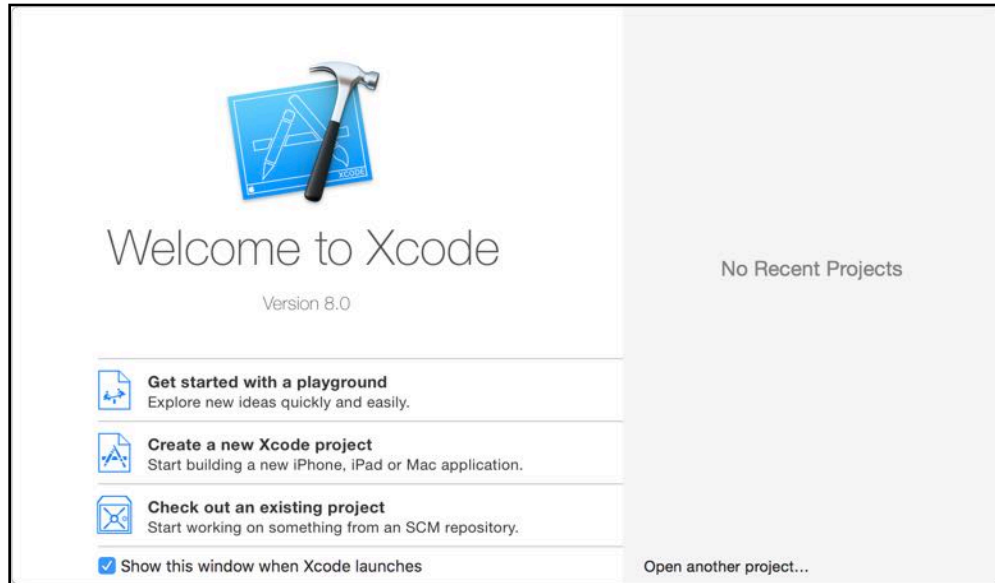 XCODE
Welcome to Xcode
Version 8.0
Get started with a playground
Explore new ideas quickly and easily.
Create a new Xcode project
Start building a new iPhone, iPad or Mac application.
Check out an existing project
Start working on something from an SCM repository.
Show this window when Xcode launches
No Recent Projects
Open another project...